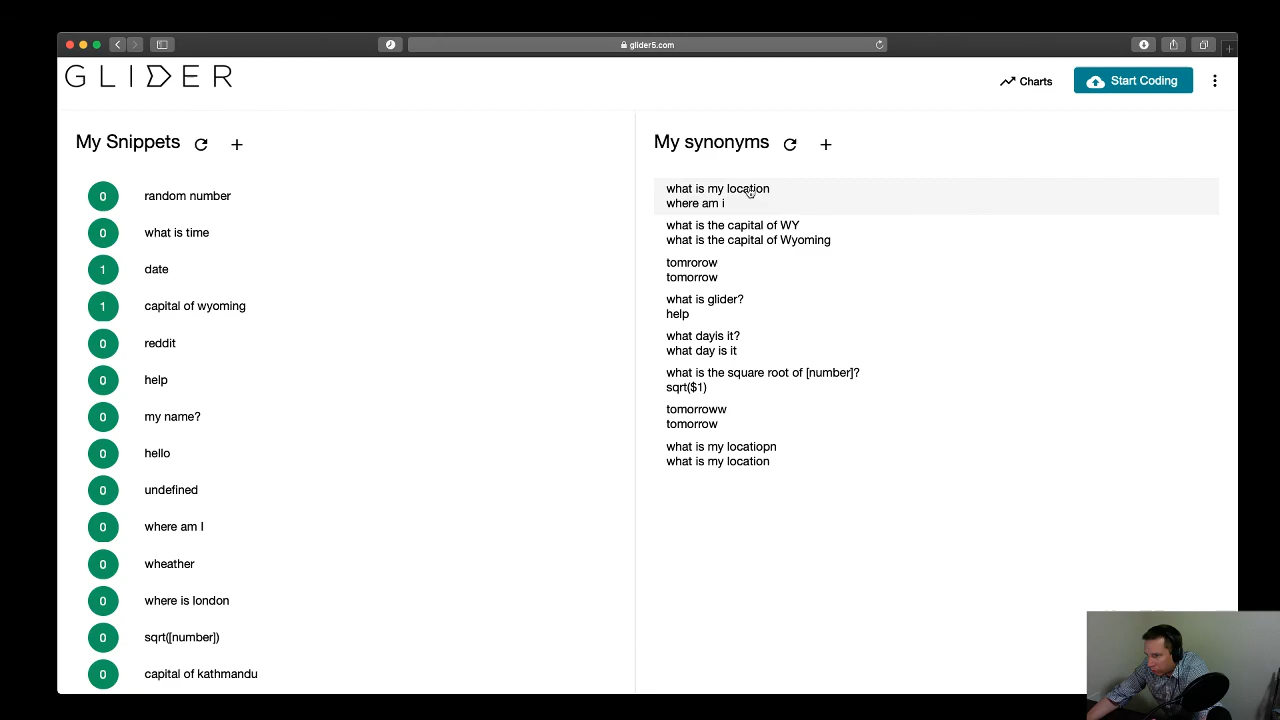 glider5.com
GLIDER
Charts
Start Coding
My Snippets
0 random number
0 what is time
1 date
1 capital of wyoming
0 reddit
0 help
0 my name?
0 hello
0 undefined
0 where am I
0 wheather
0 where is london
0 sqrt([number])
0 capital of kathmandu
My synonyms
what is my location
where am i
what is the capital of WY
what is the capital of Wyoming
tomrorow
tomorrow
what is glider?
help
what dayis it?
what day is it
what is the square root of [number]?
sqrt($1)
tomorroww
tomorrow
what is my locatiopn
what is my location